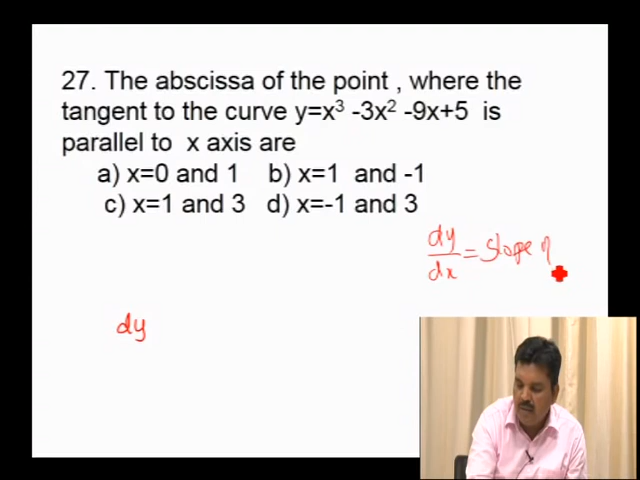 27. The abscissa of the point , where the
tangent to the curve y=x³ -3x² -9x+5 is
parallel to x axis are
a) x=0 and 1 b) x=1 and -1
c) x=1 and 3 d) x=-1 and 3
dy/dx = Slope
dy